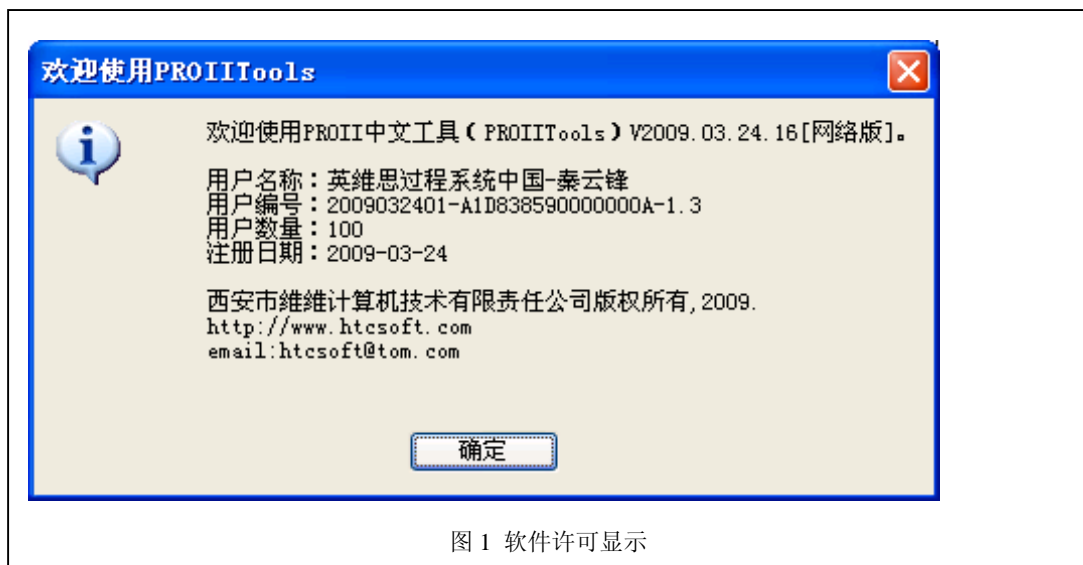 欢迎使用PROIITools
欢迎使用PROII中文工具(PROIITools)V2009.03.24.16[网络版]。
用户名称：英维思过程系统中国-秦云锋
用户编号：2009032401-A1D838590000000A-1.3
用户数量：100
注册日期：2009-03-24
西安市维维计算机技术有限责任公司版权所有,2009.
http://www.htcsoft.com
email:htcsoft@tom.com
确定
图 1 软件许可显示